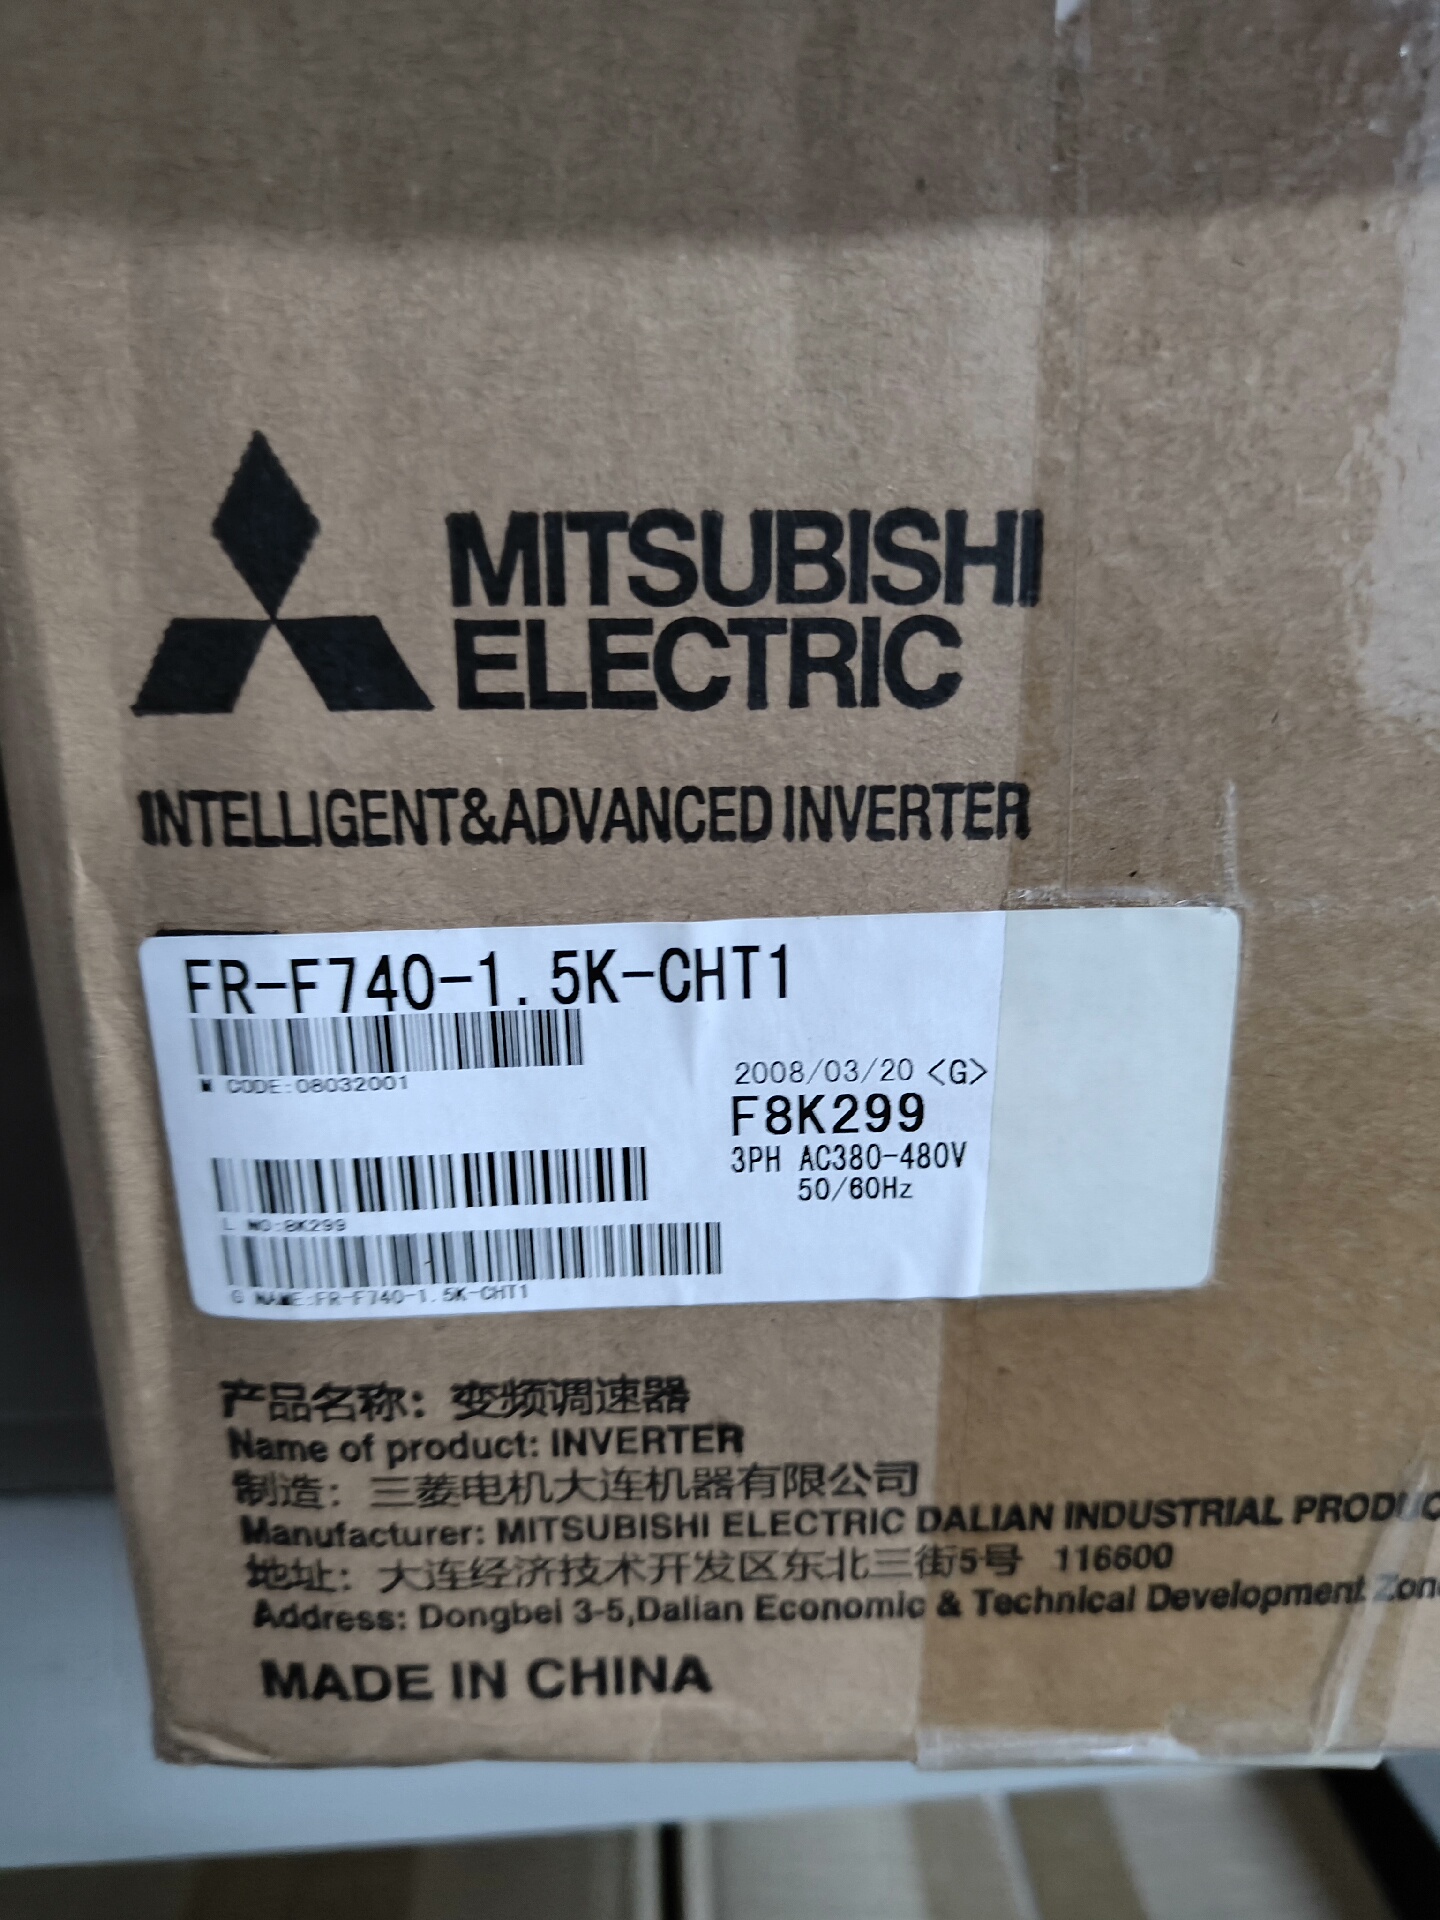 MITSUBISHI
ELECTRIC
INTELLIGENT&ADVANCED INVERTER
FR-F740-1.5K-CHT1
M CODE:08032001
2008/03/20 <G>
F8K299
3PH AC380-480V
50/60Hz
L NO:8K299
G NAME:FR-F740-1.5K-CHT1
产品名称：变频调速器
Name of product: INVERTER
制造：三菱电机大连机器有限公司
Manufacturer: MITSUBISHI ELECTRIC DALIAN INDUSTRIAL PRODUC
地址：大连经济技术开发区东北三街5号 116600
Address: Dongbei 3-5,Dalian Economic & Technical Development Zon
MADE IN CHINA